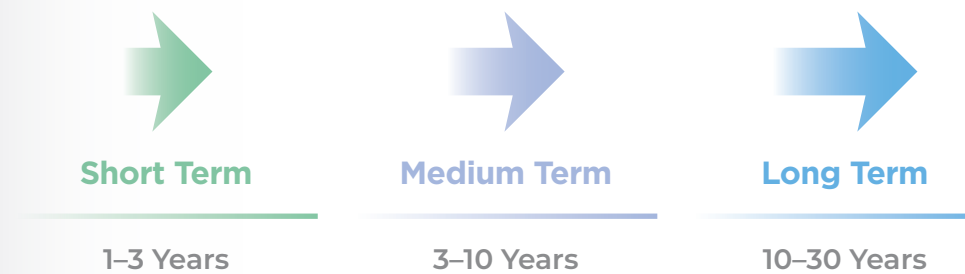 Short Term
1–3 Years
Medium Term
3–10 Years
Long Term
10–30 Years